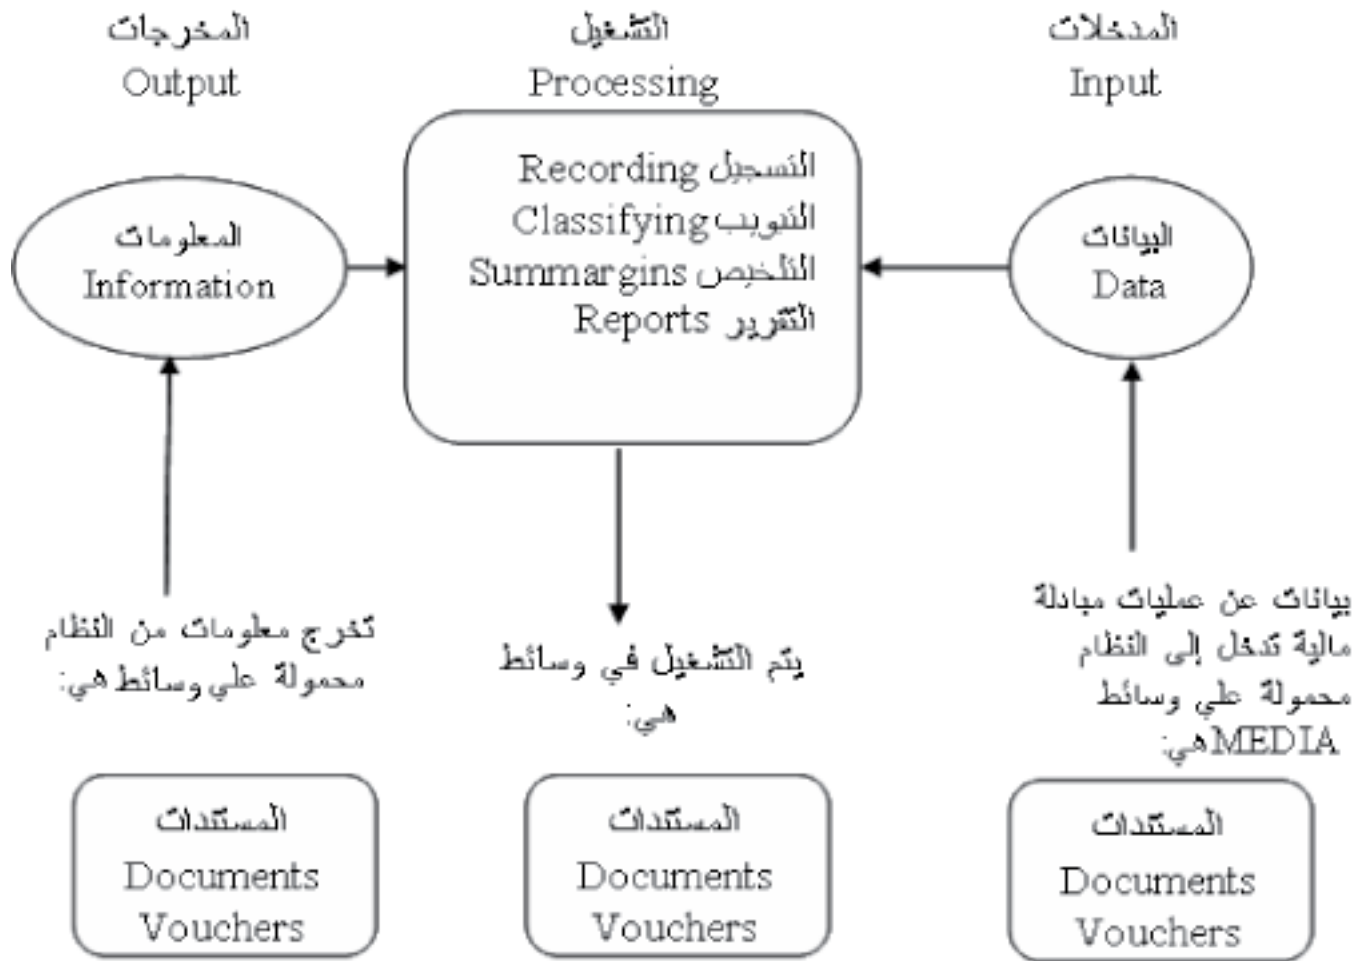 المدخلات
Input
التشغيل
Processing
المخرجات
Output
البيانات
Data
التسجيل Recording
التبويب Classifying
التلخيص Summargins
التقرير Reports
المعلومات
Information
بيانات عن عمليات مبادلة
مالية تدخل إلى النظام
محمولة علي وسائط
MEDIA هي:
يتم التشغيل في وسائط
هي:
تخرج معلومات من النظام
محمولة علي وسائط هي:
المستندات
Documents
Vouchers
المستندات
Documents
Vouchers
المستندات
Documents
Vouchers